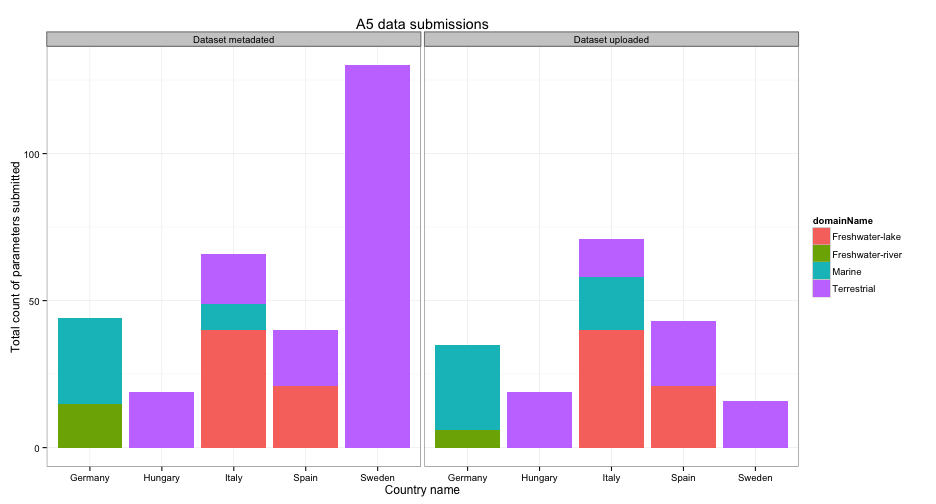 A5 data submissions
Dataset metadated
Dataset uploaded
Total count of parameters submitted
100
50
0
Germany Hungary Italy Spain Sweden
Germany Hungary Italy Spain Sweden
Country name
domainName
Freshwater-lake
Freshwater-river
Marine
Terrestrial